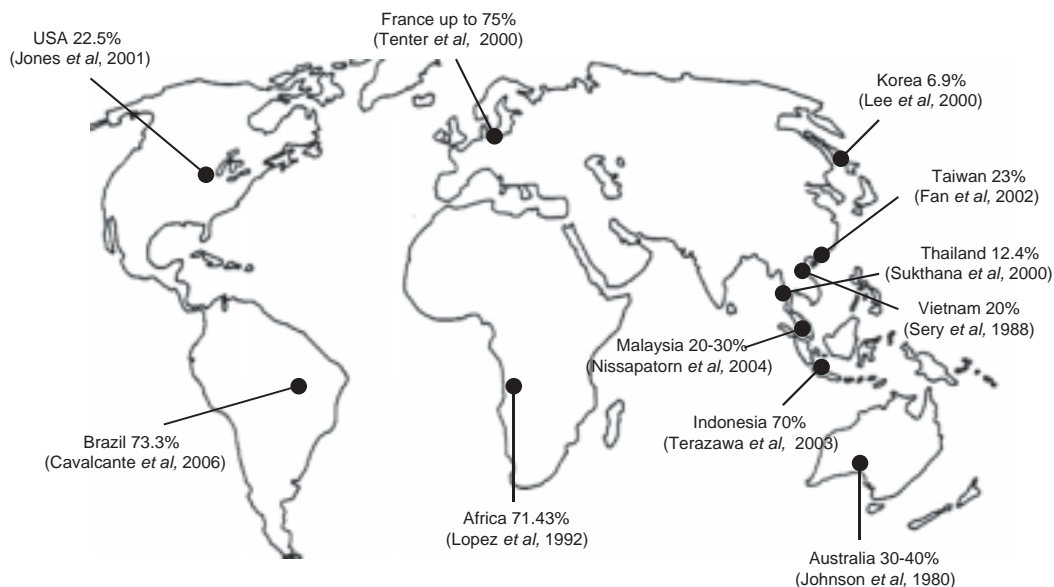 France up to 75%
(Tenter et al, 2000)
USA 22.5%
(Jones et al, 2001)
Korea 6.9%
(Lee et al, 2000)
Taiwan 23%
(Fan et al, 2002)
Thailand 12.4%
(Sukthana et al, 2000)
Vietnam 20%
(Sery et al, 1988)
Malaysia 20-30%
(Nissapatorn et al, 2004)
Indonesia 70%
(Terazawa et al, 2003)
Brazil 73.3%
(Cavalcante et al, 2006)
Africa 71.43%
(Lopez et al, 1992)
Australia 30-40%
(Johnson et al, 1980)